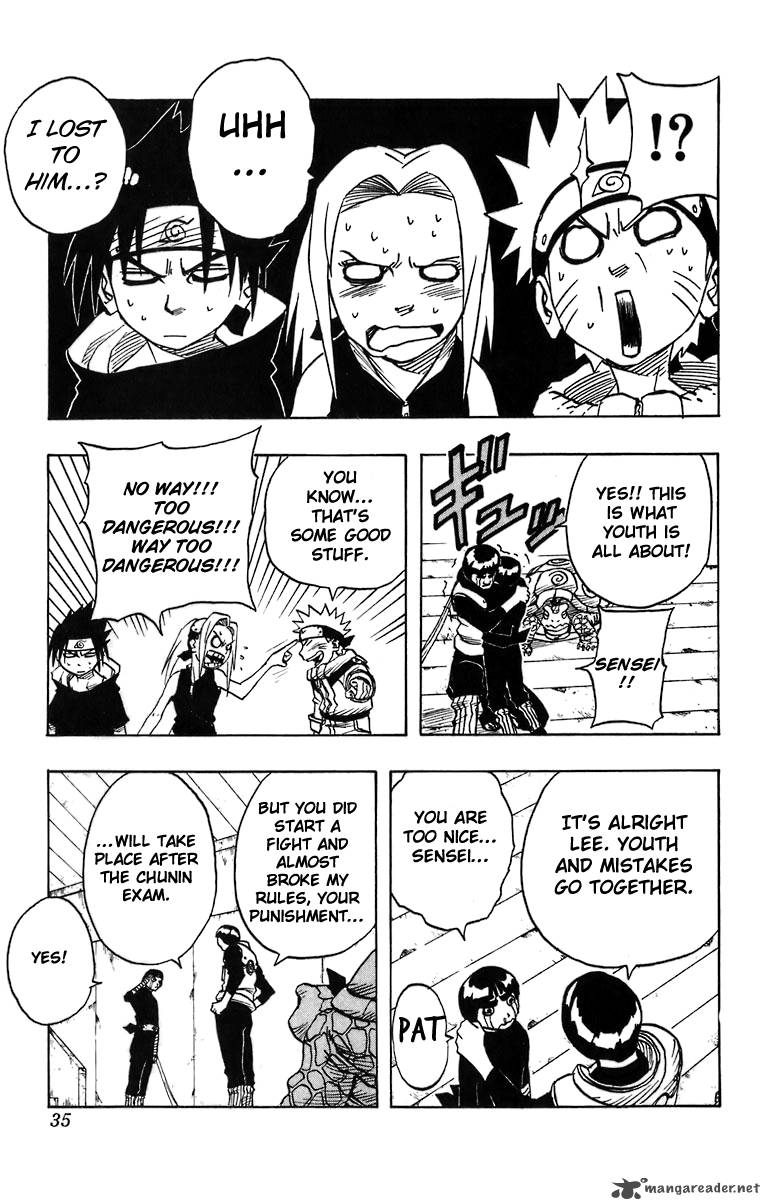 !?
UHH
...
I LOST
TO
HIM...?
YES!! THIS
IS WHAT
YOUTH IS
ALL ABOUT!
ギュッ
SENSEI
!!
YOU
KNOW...
THAT'S
SOME GOOD
STUFF.
NO WAY!!!
TOO
DANGEROUS!!!
WAY TOO
DANGEROUS!!!
IT'S ALRIGHT
LEE. YOUTH
AND MISTAKES
GO TOGETHER.
YOU ARE
TOO NICE...
SENSEI...
PAT
BUT YOU DID
START A
FIGHT AND
ALMOST
BROKE MY
RULES, YOUR
PUNISHMENT...
...WILL TAKE
PLACE AFTER
THE CHUNIN
EXAM.
YES!
35
mangareader.net